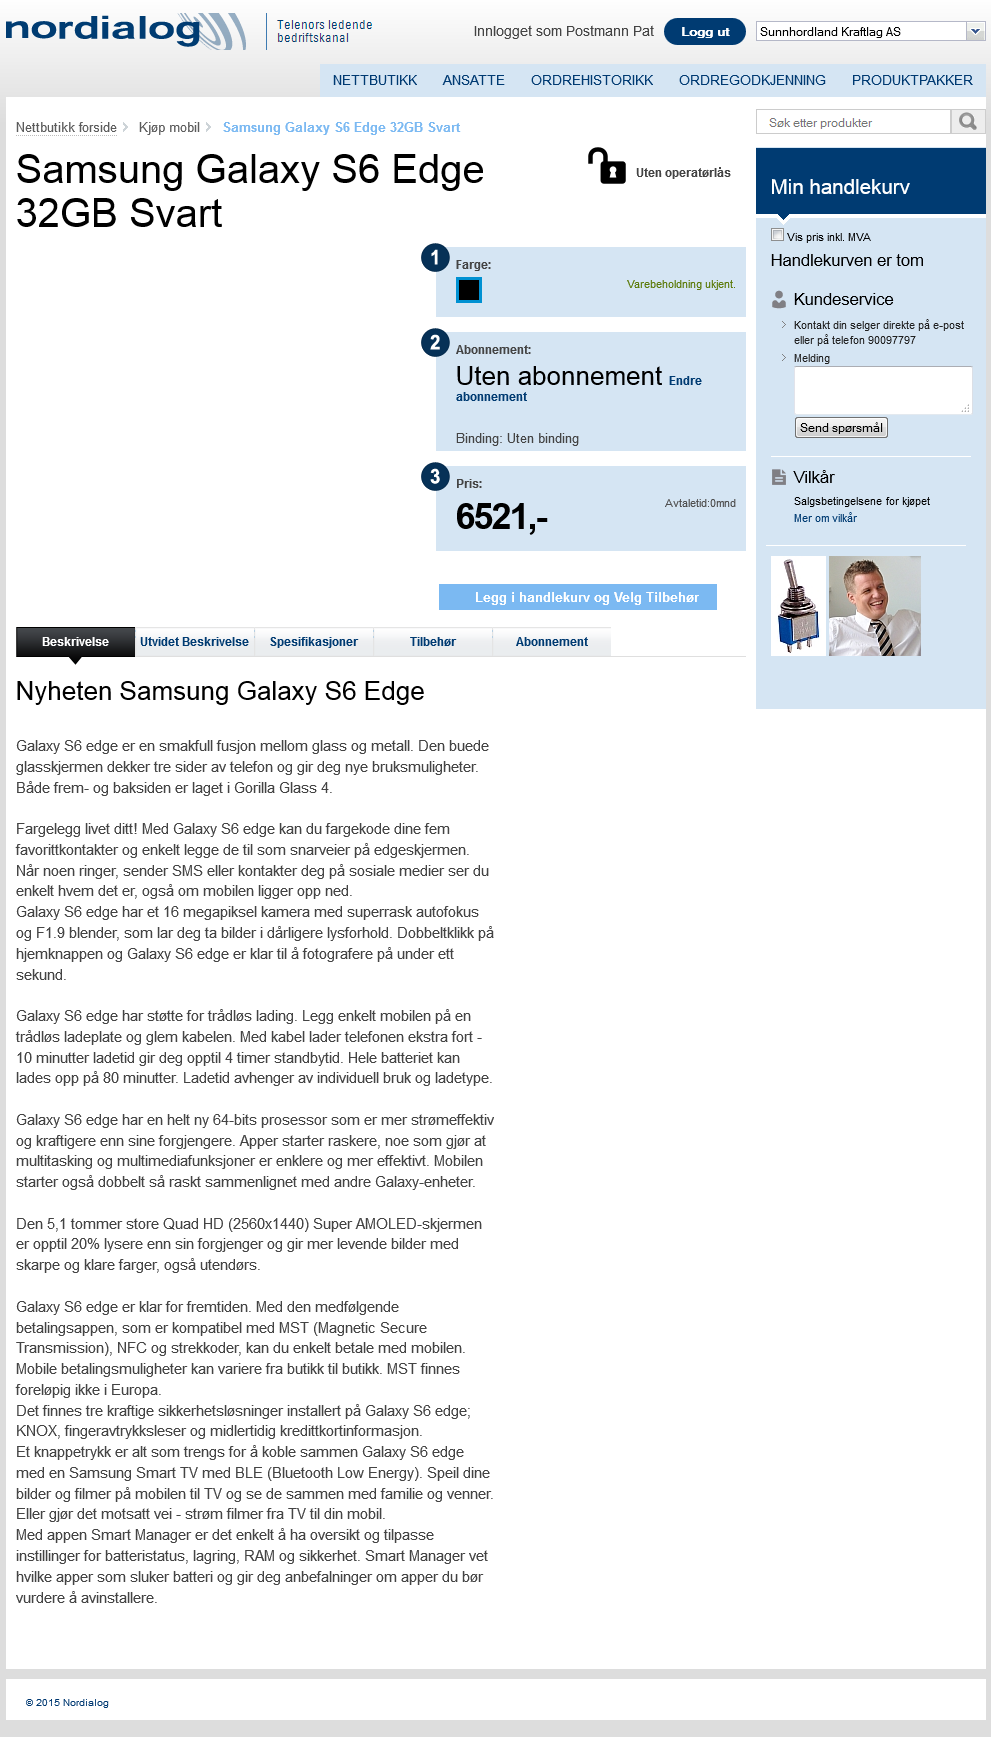 nordialog
Telenors ledende
bedriftskanal
Innlogget som Postmann Pat
Logg ut
Sunnhordland Kraftlag AS
NETTBUTIKK
ANSATTE
ORDREHISTORIKK
ORDREGODKJENNING
PRODUKTPAKKER
Nettbutikk forside
Kjøp mobil
Samsung Galaxy S6 Edge 32GB Svart
Søk etter produkter
Samsung Galaxy S6 Edge
32GB Svart
Uten operatørlås
1
Farge:
Varebeholdning ukjent.
2
Abonnement:
Uten abonnement Endre
abonnement
Binding: Uten binding
3
Pris:
6521,-
Avtaletid:0mnd
Legg i handlekurv og Velg Tilbehør
Min handlekurv
Vis pris inkl. MVA
Handlekurven er tom
Kundeservice
Kontakt din selger direkte på e-post
eller på telefon 90097797
Melding
Send spørsmål
Vilkår
Salgsbetingelsene for kjøpet
Mer om vilkår
Beskrivelse
Utvidet Beskrivelse
Spesifikasjoner
Tilbehør
Abonnement
Nyheten Samsung Galaxy S6 Edge
Galaxy S6 edge er en smakfull fusjon mellom glass og metall. Den buede
glasskjermen dekker tre sider av telefon og gir deg nye bruksmuligheter.
Både frem- og baksiden er laget i Gorilla Glass 4.
Fargelegg livet ditt! Med Galaxy S6 edge kan du fargekode dine fem
favorittkontakter og enkelt legge de til som snarveier på edgeskjermen.
Når noen ringer, sender SMS eller kontakter deg på sosiale medier ser du
enkelt hvem det er, også om mobilen ligger opp ned.
Galaxy S6 edge har et 16 megapiksel kamera med superrask autofokus
og F1.9 blender, som lar deg ta bilder i dårligere lysforhold. Dobbeltklikk på
hjemknappen og Galaxy S6 edge er klar til å fotografere på under ett
sekund.
Galaxy S6 edge har støtte for trådløs lading. Legg enkelt mobilen på en
trådløs ladeplate og glem kabelen. Med kabel lader telefonen ekstra fort -
10 minutter ladetid gir deg opptil 4 timer standbytid. Hele batteriet kan
lades opp på 80 minutter. Ladetid avhenger av individuell bruk og ladetype.
Galaxy S6 edge har en helt ny 64-bits prosessor som er mer strømeffektiv
og kraftigere enn sine forgjengere. Apper starter raskere, noe som gjør at
multitasking og multimediafunksjoner er enklere og mer effektivt. Mobilen
starter også dobbelt så raskt sammenlignet med andre Galaxy-enheter.
Den 5,1 tommer store Quad HD (2560x1440) Super AMOLED-skjermen
er opptil 20% lysere enn sin forgjenger og gir mer levende bilder med
skarpe og klare farger, også utendørs.
Galaxy S6 edge er klar for fremtiden. Med den medfølgende
betalingsappen, som er kompatibel med MST (Magnetic Secure
Transmission), NFC og strekkoder, kan du enkelt betale med mobilen.
Mobile betalingsmuligheter kan variere fra butikk til butikk. MST finnes
foreløpig ikke i Europa.
Det finnes tre kraftige sikkerhetsløsninger installert på Galaxy S6 edge;
KNOX, fingeravtrykksleser og midlertidig kredittkortinformasjon.
Et knappetrykk er alt som trengs for å koble sammen Galaxy S6 edge
med en Samsung Smart TV med BLE (Bluetooth Low Energy). Speil dine
bilder og filmer på mobilen til TV og se de sammen med familie og venner.
Eller gjør det motsatt vei - strøm filmer fra TV til din mobil.
Med appen Smart Manager er det enkelt å ha oversikt og tilpasse
instillinger for batteristatus, lagring, RAM og sikkerhet. Smart Manager vet
hvilke apper som sluker batteri og gir deg anbefalninger om apper du bør
vurdere å avinstallere.
© 2015 Nordialog